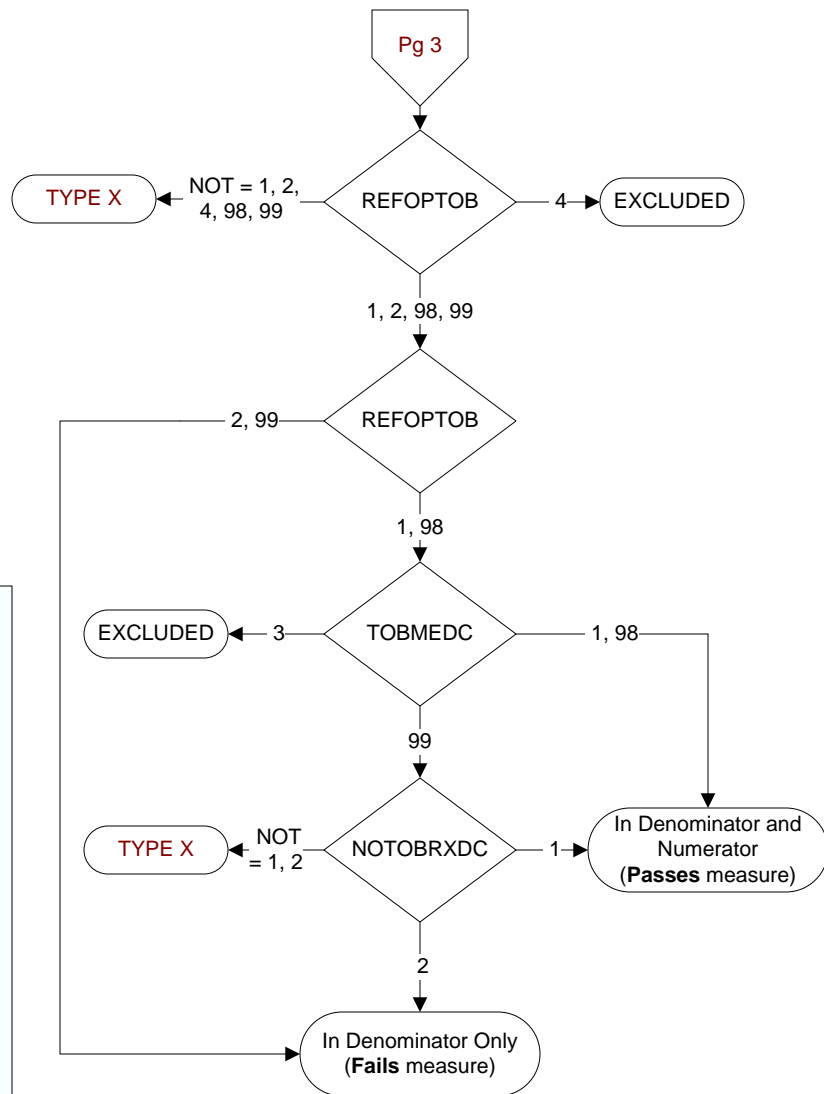 Pg 3
REFOPTOB
NOT = 1, 2,
4, 98, 99
TYPE X
4
EXCLUDED
1, 2, 98, 99
REFOPTOB
2, 99
1, 98
TOBMEDC
3
EXCLUDED
1, 98
99
NOTOBRXDC
NOT
= 1, 2
TYPE X
1
In Denominator and
Numerator
(Passes measure)
2
In Denominator Only
(Fails measure)